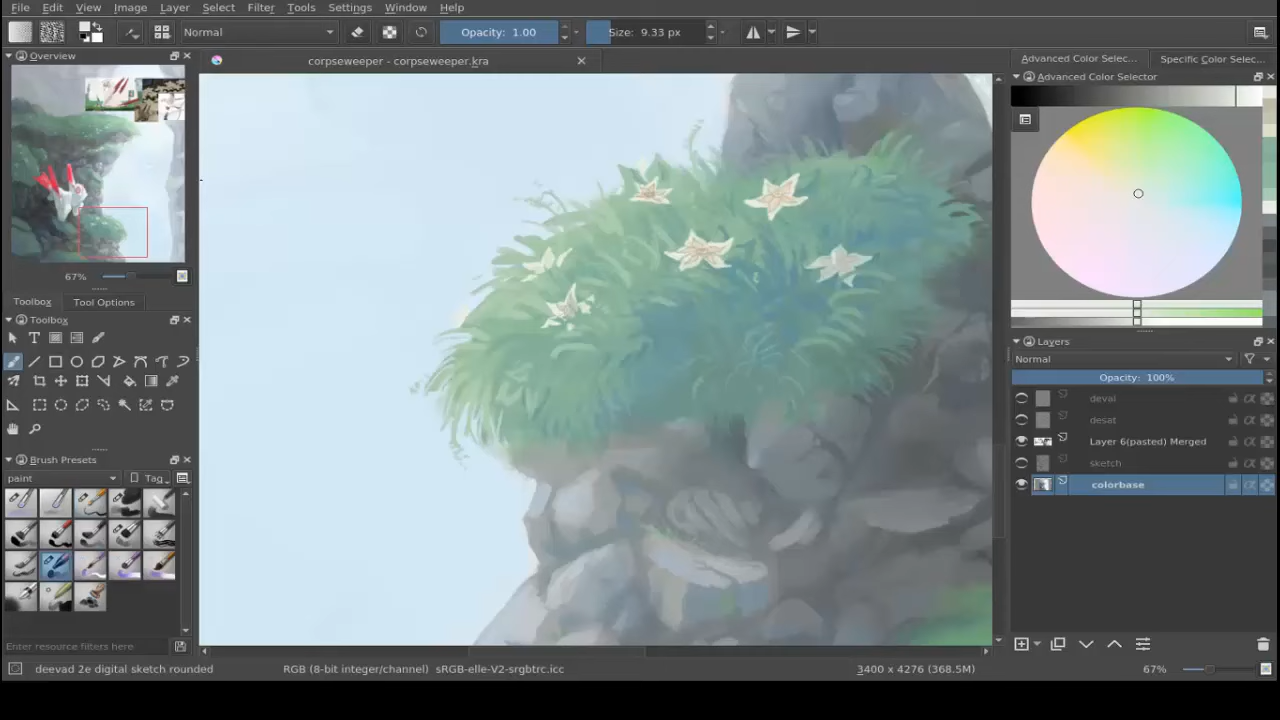 File Edit View Image Layer Select Filter Tools Settings Window Help
Normal Opacity: 1.00 Size: 9.33 px
Overview
corpseweeper - corpseweeper.kra
Advanced Color Selec... Specific Color Selec...
Advanced Color Selector
67%
Toolbox Tool Options
Toolbox
Layers
Normal
Opacity: 100%
deval
desat
Layer 6(pasted) Merged
sketch
colorbase
Brush Presets
paint Tag
Enter resource filters here
deevad 2e digital sketch rounded RGB (8-bit integer/channel) sRGB-elle-V2-srgbtrc.icc 3400 x 4276 (368.5M) 67%